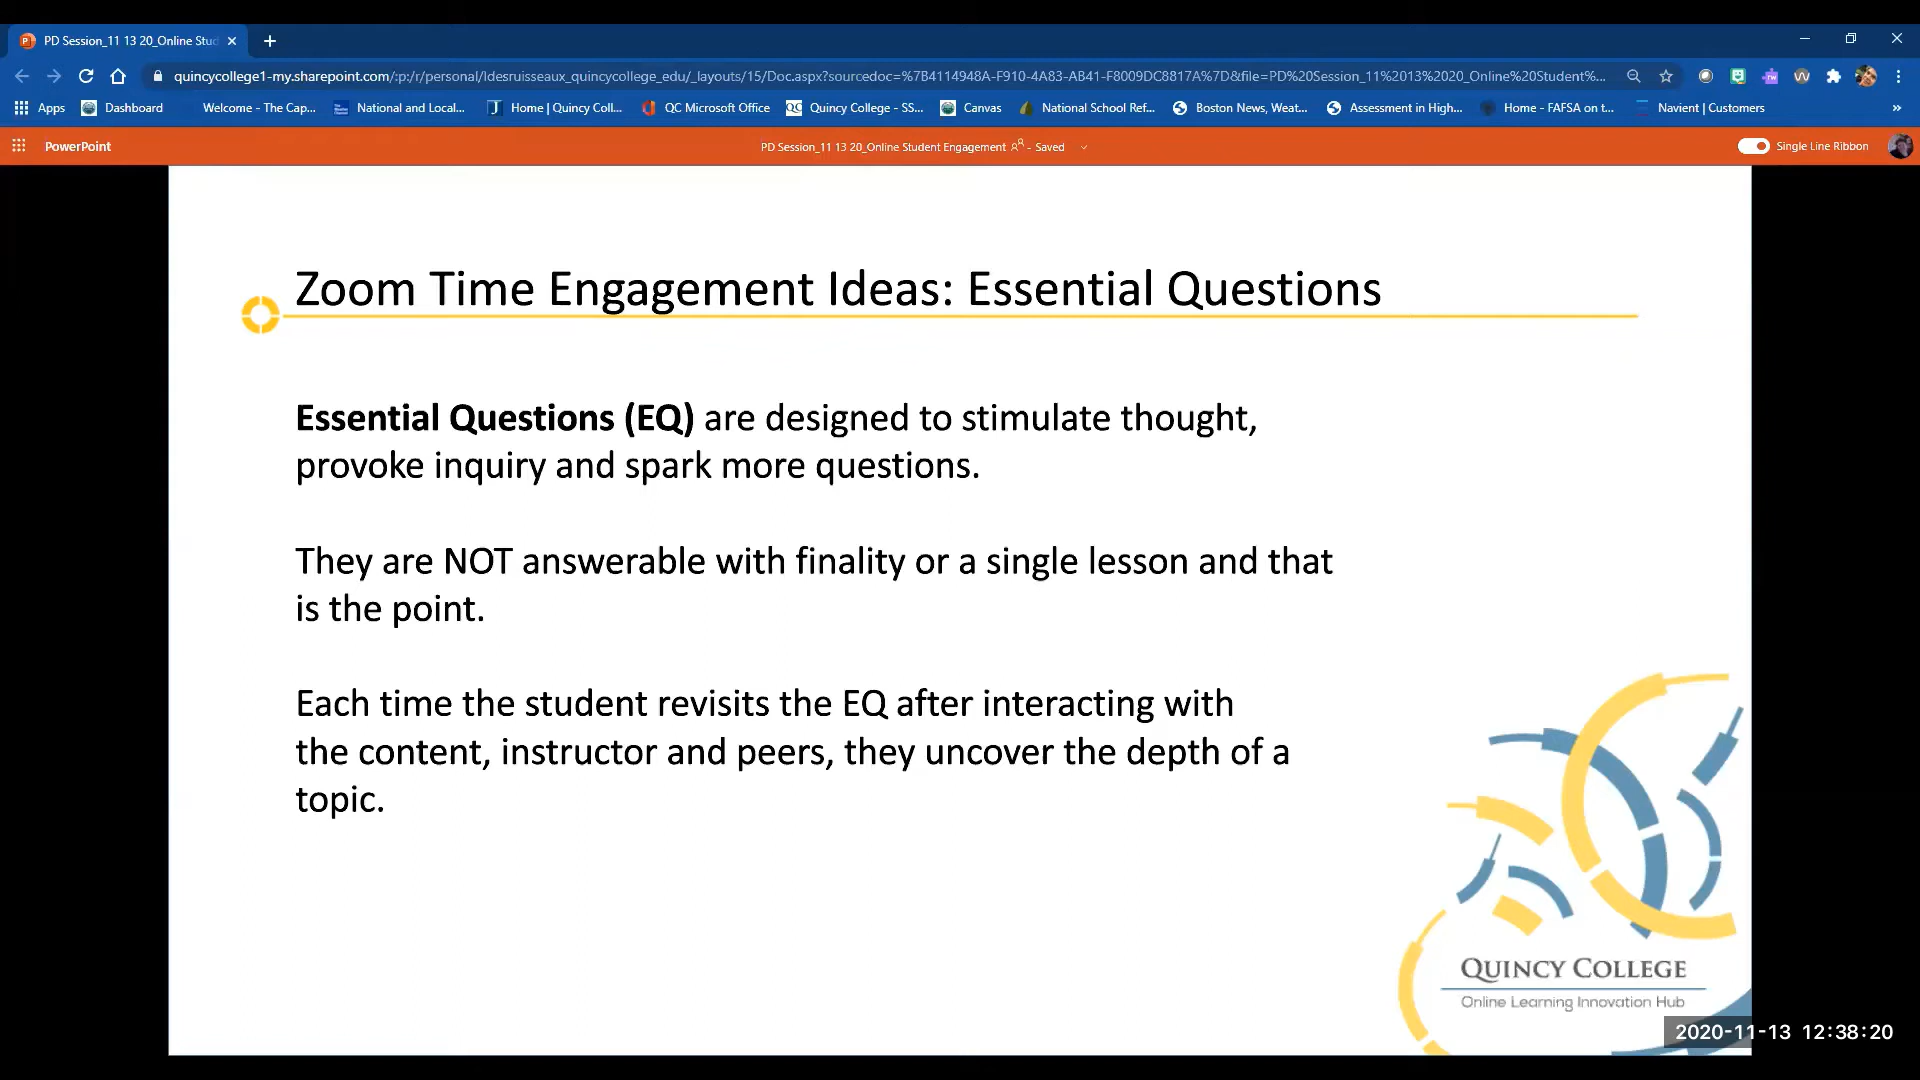 PD Session_11 13 20_Online Stud
quincycollege1-my.sharepoint.com/:p:/r/personal/ldesruisseaux_quincycollege_edu/_layouts/15/Doc.aspx?sourcedoc=%7B4114948A-F910-4A83-AB41-F8009DC8817A%7D&file=PD%20Session_11%2013%2020_Online%20Student%...
Apps Dashboard Welcome - The Cap... National and Local... Home | Quincy Coll... QC Microsoft Office Quincy College - SS... Canvas National School Ref... Boston News, Weat... Assessment in High... Home - FAFSA on t... Navient | Customers »
PowerPoint PD Session_11 13 20_Online Student Engagement - Saved Single Line Ribbon
Zoom Time Engagement Ideas: Essential Questions
Essential Questions (EQ) are designed to stimulate thought,
provoke inquiry and spark more questions.
They are NOT answerable with finality or a single lesson and that
is the point.
Each time the student revisits the EQ after interacting with
the content, instructor and peers, they uncover the depth of a
topic.
QUINCY COLLEGE
Online Learning Innovation Hub
2020-11-13 12:38:20